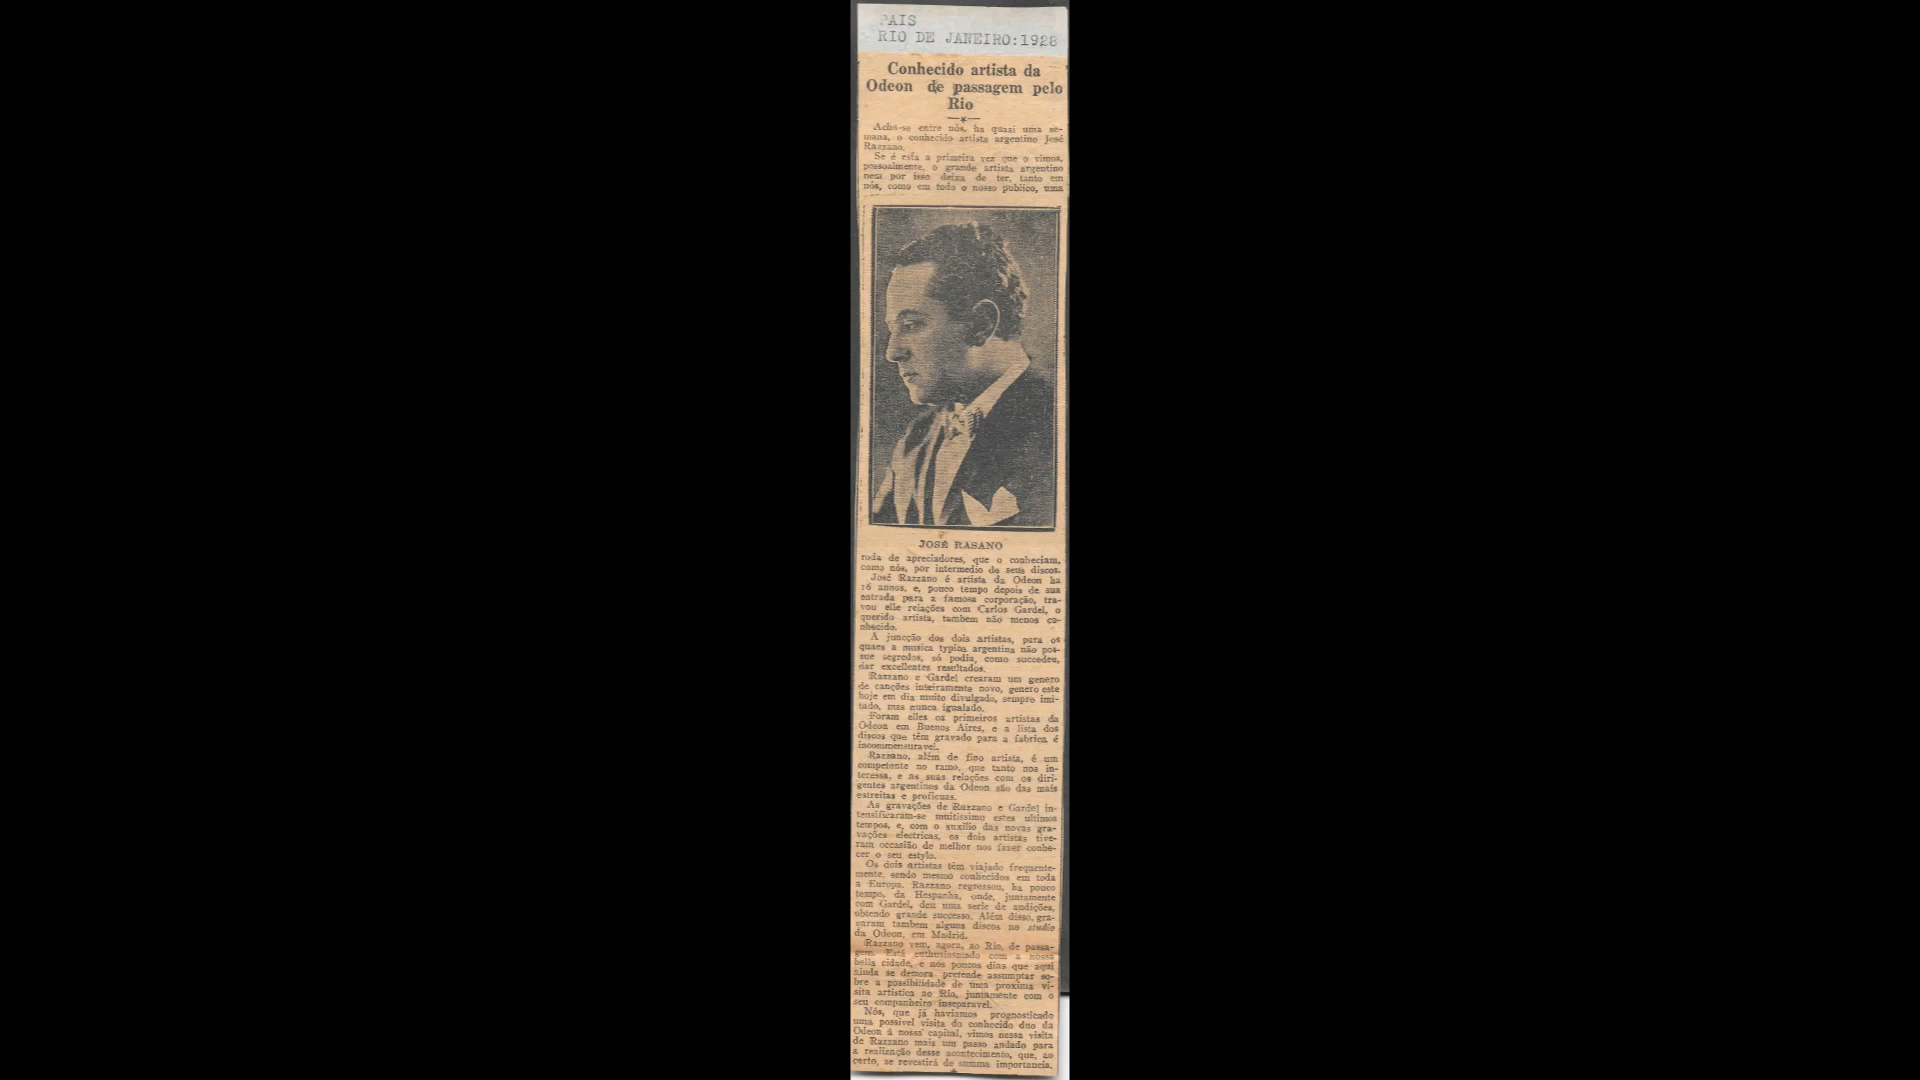 PAIS
RIO DE JANEIRO:1928
Conhecido artista da
Odeon de passagem pelo
Rio
Acha-se entre nós, ha quasi uma se-
mana, o conhecido artista argentino José
Razzano.
Se é esta a primeira vez que o vimos,
pessoalmente, o grande artista argentino
nem por isso deixa de ter, tanto em
nós, como em todo o nosso publico, uma
JOSÉ RASANO
roda de apreciadores, que o conheciam,
como nós, por intermedio de seus discos.
José Razzano é artista da Odeon ha
16 annos, e, pouco tempo depois de sua
entrada para a famosa corporação, tra-
vou elle relações com Carlos Gardel, o
querido artista, tambem não menos co-
nhecido.
A juncção dos dois artistas, para os
quaes a musica typica argentina não pos-
sue segredos, só podia, como succedeu,
dar excellentes resultados.
Razzano e Gardel crearam um genero
de canções inteiramente novo, genero este
hoje em dia muito divulgado, sempre imi-
tado, mas nunca igualado.
Foram elles os primeiros artistas da
Odeon em Buenos Aires, e a lista dos
discos que têm gravado para a fabrica é
incommensuravel.
Razzano, além de fino artista, é um
competente no ramo, que tanto nos in-
teressa, e as suas relações com os diri-
gentes argentinos da Odeon são das mais
estreitas e proficuas.
As gravações de Razzano e Gardel in-
tensificaram-se muitissimo estes ultimos
tempos, e, com o auxilio das novas gra-
vações electricas, os dois artistas tive-
ram occasião de melhor nos fazer conhe-
cer o seu estylo.
Os dois artistas têm viajado frequente-
mente, sendo mesmo conhecidos em toda
a Europa. Razzano regressou, ha pouco
tempo, da Hespanha, onde, juntamente
com Gardel, deu uma serie de audições,
obtendo grande successo. Além disso, gra-
varam tambem alguns discos no studio
da Odeon, em Madrid.
Razzano vem, agora, ao Rio, de passa-
gem. Está enthusiasmado com a nossa
bella cidade, e nos poucos dias que aqui
ainda se demora pretende assumptar so-
bre a possibilidade de uma proxima vi-
sita artistica ao Rio, juntamente com o
seu companheiro inseparavel.
Nós, que já haviamos prognosticado
uma possivel visita do conhecido duo da
Odeon á nossa capital, vimos nessa visita
de Razzano mais um passo andado para
a realização desse acontecimento, que, ao
certo, se revestirá de summa importancia.